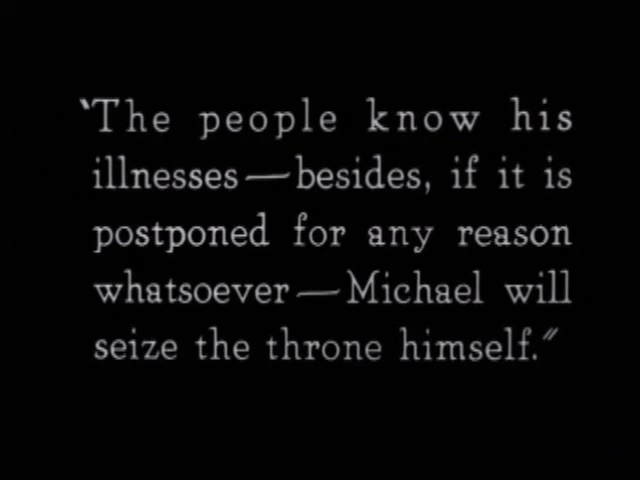 "The people know his
illnesses—besides, if it is
postponed for any reason
whatsoever—Michael will
seize the throne himself."